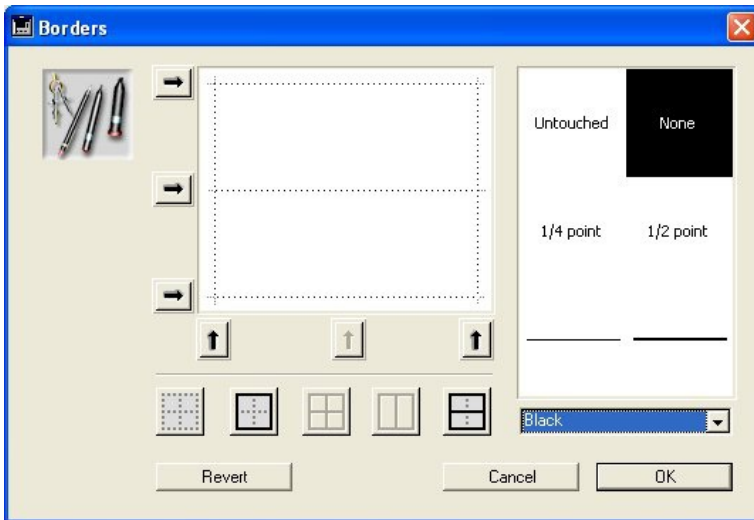 Borders
Untouched
None
1/4 point
1/2 point
Black
Revert
Cancel
OK